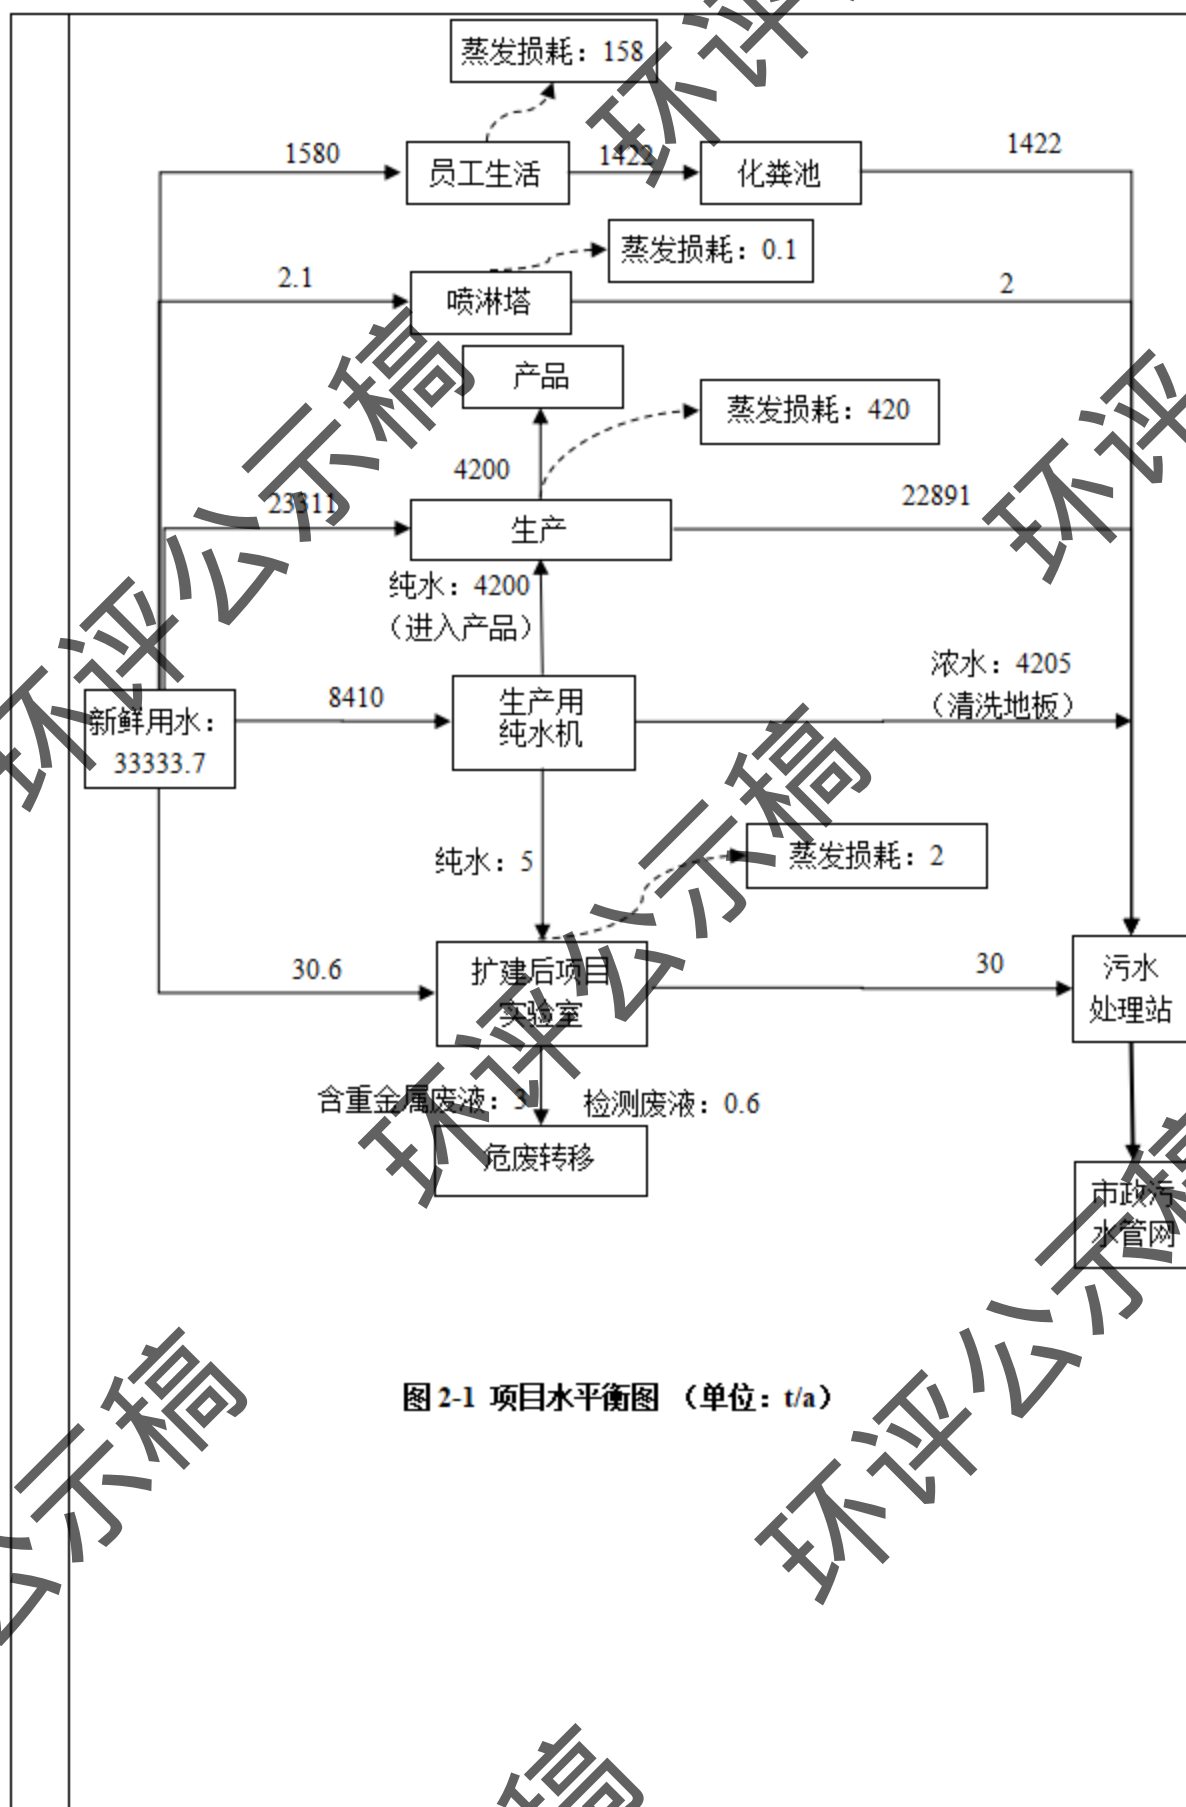 蒸发损耗：158
1580
员工生活
1422
化粪池
1422
蒸发损耗：0.1
2.1
喷淋塔
2
产品
蒸发损耗：420
4200
23311
生产
22891
纯水：4200
（进入产品）
浓水：4205
（清洗地板）
新鲜用水：
33333.7
8410
生产用
纯水机
纯水：5
蒸发损耗：2
30.6
扩建后项目
实验室
30
污水
处理站
含重金属废液：3
检测废液：0.6
危废转移
市政污
水管网
图 2-1 项目水平衡图 （单位：t/a）
环评
环评公示稿
环评
环评公示稿
环评公示稿
公示稿
稿